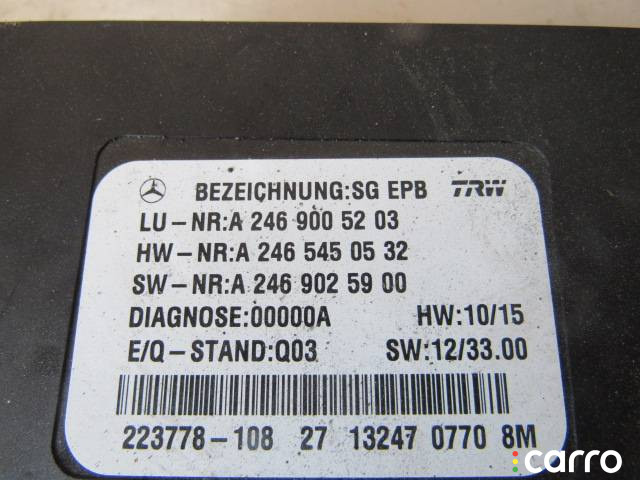 BEZEICHNUNG:SG EPB TRW
LU-NR:A 246 900 52 03
HW-NR:A 246 545 05 32
SW-NR:A 246 902 59 00
DIAGNOSE:00000A HW:10/15
E/Q-STAND:Q03 SW:12/33.00
223778-108 27 13247 0770 8M
carro